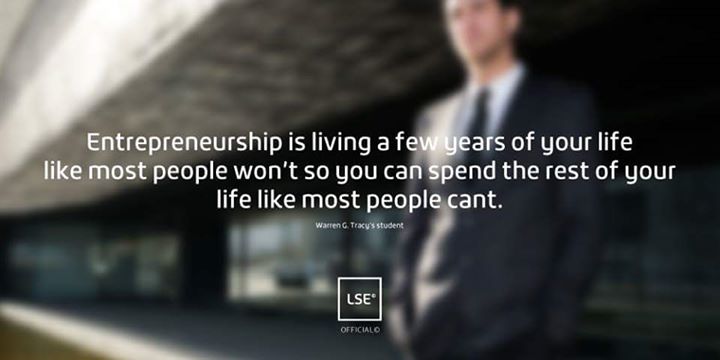 Entrepreneurship is living a few years of your life
like most people won't so you can spend the rest of your
life like most people cant.
Warren G. Tracy's student
LSE®
OFFICIAL©